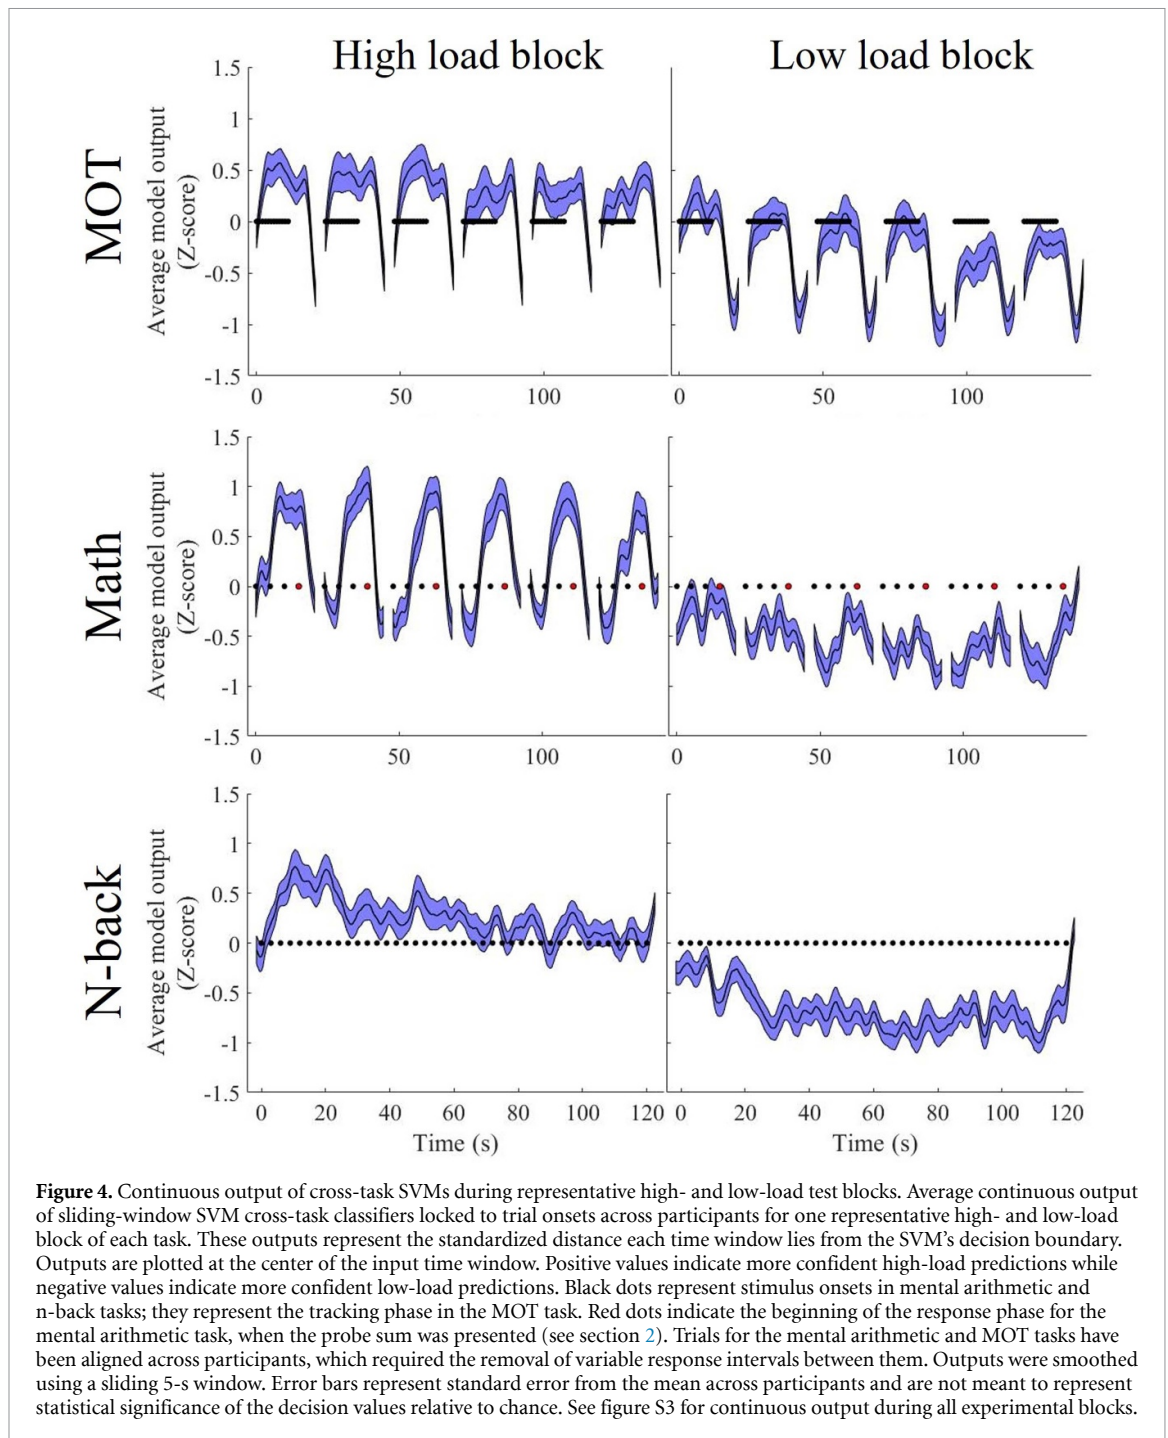 High load block
Low load block
MOT
Average model output
(Z-score)
1.5
1
0.5
0
-0.5
-1
-1.5
0
50
100
0
50
100
Math
Average model output
(Z-score)
1.5
1
0.5
0
-0.5
-1
-1.5
0
50
100
0
50
100
N-back
Average model output
(Z-score)
1.5
1
0.5
0
-0.5
-1
-1.5
0
20
40
60
80
100
120
0
20
40
60
80
100
120
Time (s)
Time (s)
Figure 4. Continuous output of cross-task SVMs during representative high- and low-load test blocks. Average continuous output
of sliding-window SVM cross-task classifiers locked to trial onsets across participants for one representative high- and low-load
block of each task. These outputs represent the standardized distance each time window lies from the SVM's decision boundary.
Outputs are plotted at the center of the input time window. Positive values indicate more confident high-load predictions while
negative values indicate more confident low-load predictions. Black dots represent stimulus onsets in mental arithmetic and
n-back tasks; they represent the tracking phase in the MOT task. Red dots indicate the beginning of the response phase for the
mental arithmetic task, when the probe sum was presented (see section 2). Trials for the mental arithmetic and MOT tasks have
been aligned across participants, which required the removal of variable response intervals between them. Outputs were smoothed
using a sliding 5-s window. Error bars represent standard error from the mean across participants and are not meant to represent
statistical significance of the decision values relative to chance. See figure S3 for continuous output during all experimental blocks.